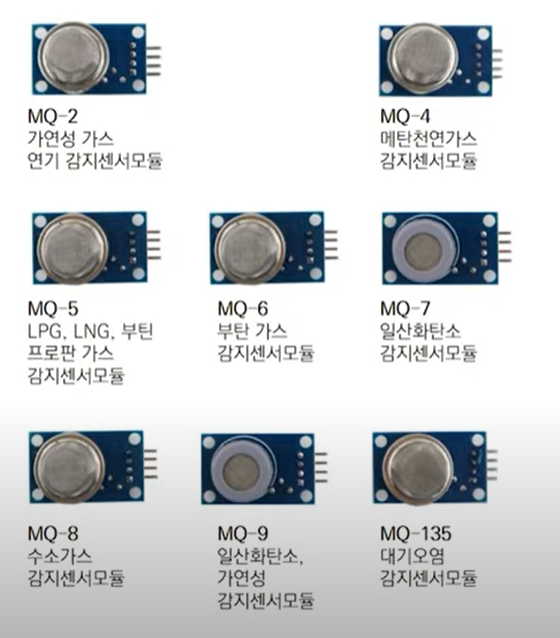 MQ-2
가연성 가스
연기 감지센서모듈
MQ-4
메탄천연가스
감지센서모듈
MQ-5
LPG, LNG, 부틴
프로판 가스
감지센서모듈
MQ-6
부탄 가스
감지센서모듈
MQ-7
일산화탄소
감지센서모듈
MQ-8
수소가스
감지센서모듈
MQ-9
일산화탄소,
가연성
감지센서모듈
MQ-135
대기오염
감지센서모듈